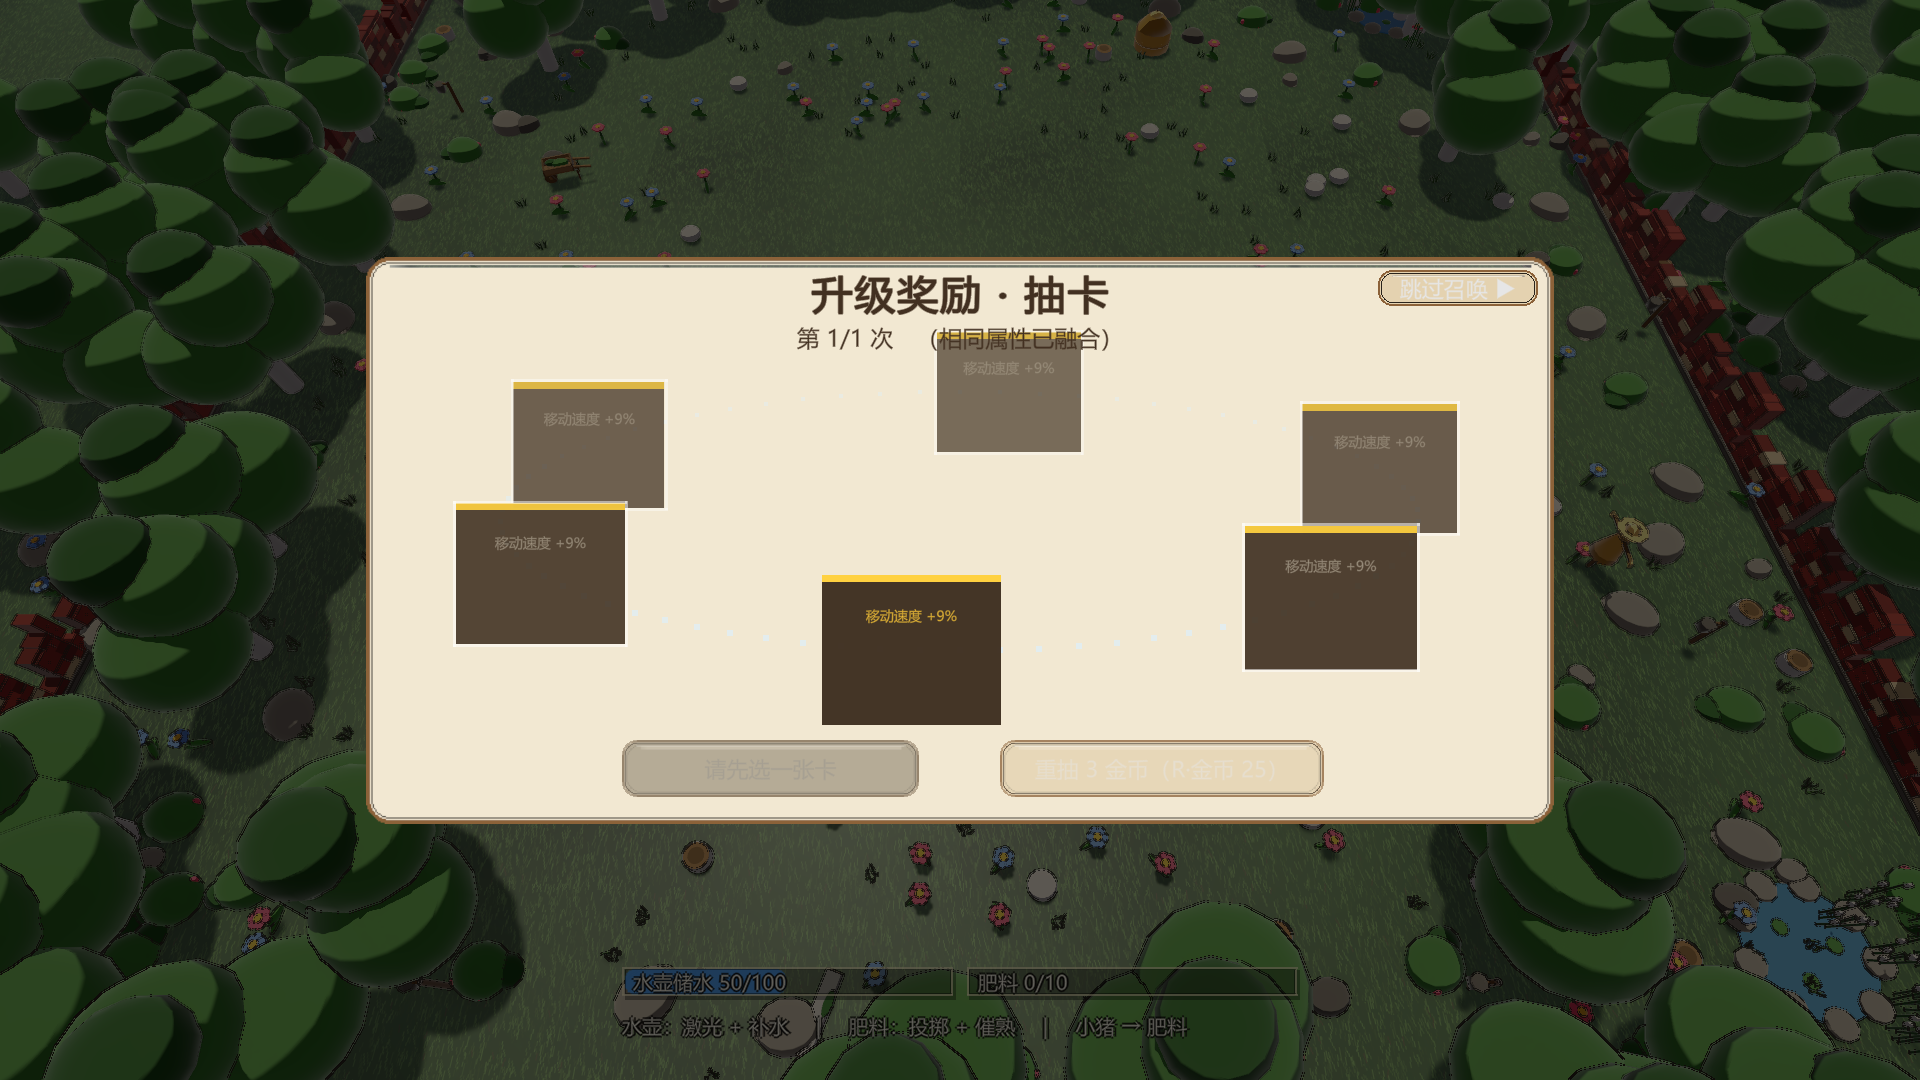 升级奖励 · 抽卡
跳过召唤 ▶
第 1/1 次 （相同属性已融合）
移动速度 +9%
移动速度 +9%
移动速度 +9%
移动速度 +9%
移动速度 +9%
移动速度 +9%
请先选一张卡
重抽 3 金币（R·金币 25）
水壶储水 50/100
肥料 0/10
水壶：激光 + 补水 | 肥料：投掷 + 催熟 | 小猪 → 肥料